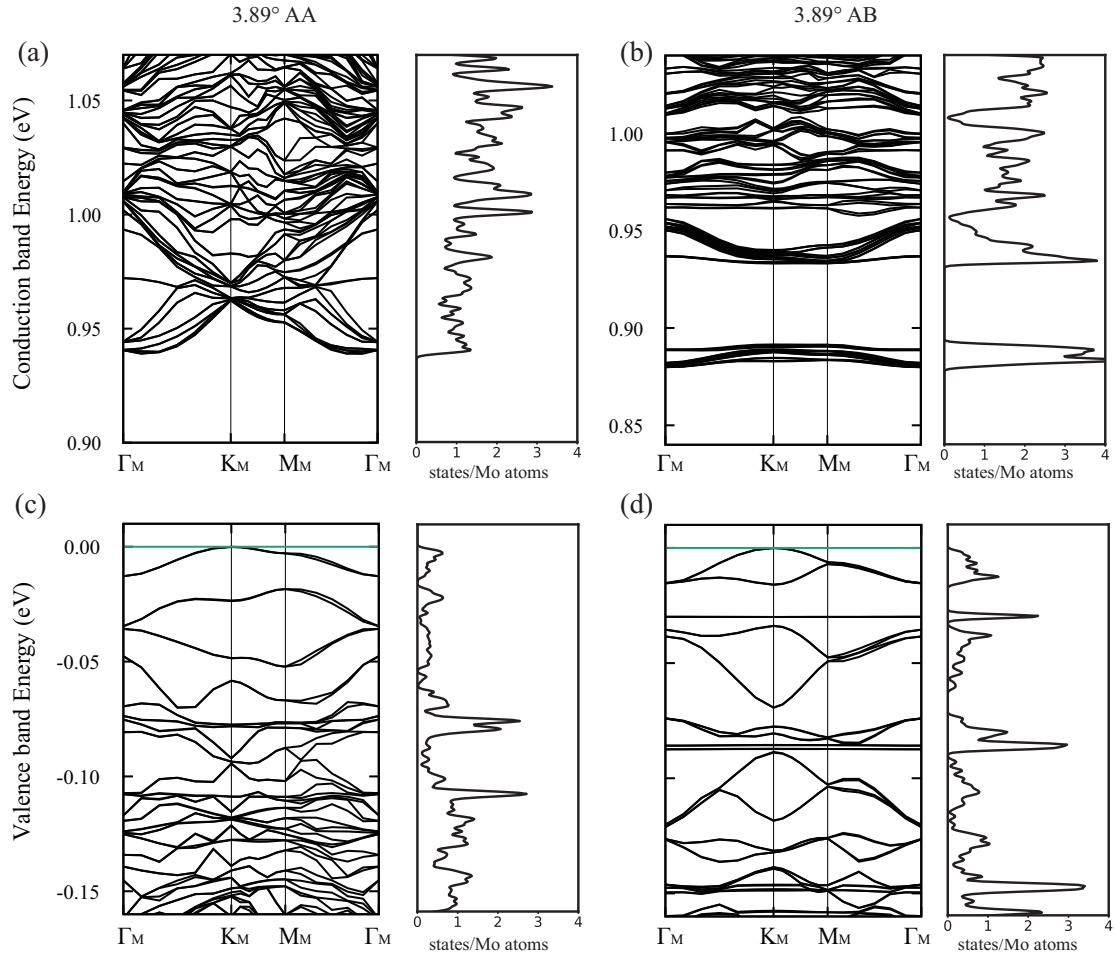 3.89° AA
3.89° AB
(a)
(b)
Conduction band Energy (eV)
1.05
1.00
0.95
0.90
1.00
0.95
0.90
0.85
ΓM KM MM ΓM
0 1 2 3 4
states/Mo atoms
ΓM KM MM ΓM
0 1 2 3 4
states/Mo atoms
(c)
(d)
Valence band Energy (eV)
0.00
-0.05
-0.10
-0.15
ΓM KM MM ΓM
0 1 2 3 4
states/Mo atoms
ΓM KM MM ΓM
0 1 2 3 4
states/Mo atoms